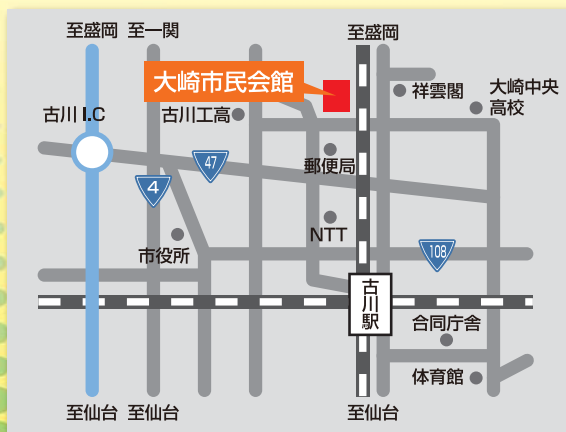 至盛岡
至一関
至盛岡
大崎市民会館
祥雲閣
大崎中央
高校
古川I.C
古川工高
47
郵便局
4
NTT
市役所
108
古川駅
合同庁舎
体育館
至仙台
至仙台
至仙台